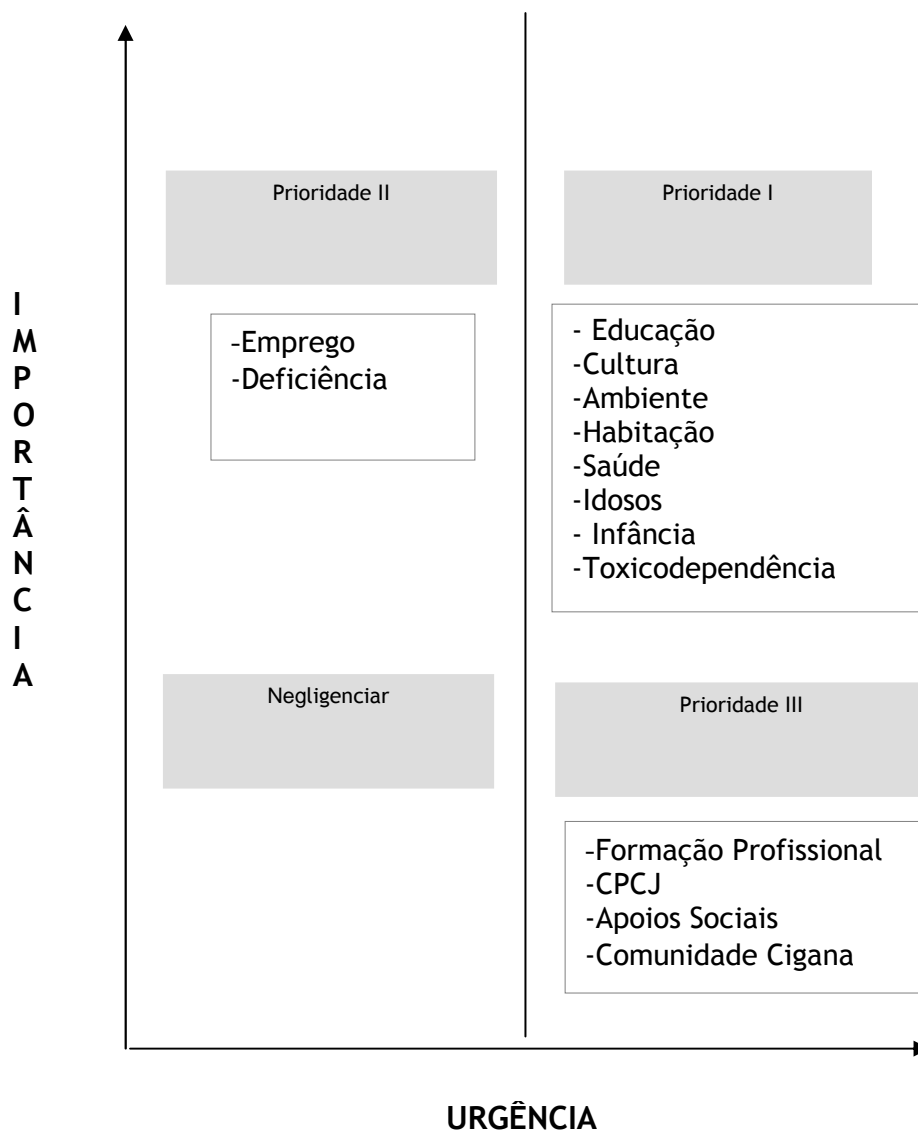 IMPORTÂNCIA
Prioridade II
Prioridade I
-Emprego
-Deficiência
- Educação
-Cultura
-Ambiente
-Habitação
-Saúde
-Idosos
- Infância
-Toxicodependência
Negligenciar
Prioridade III
-Formação Profissional
-CPCJ
-Apoios Sociais
-Comunidade Cigana
URGÊNCIA